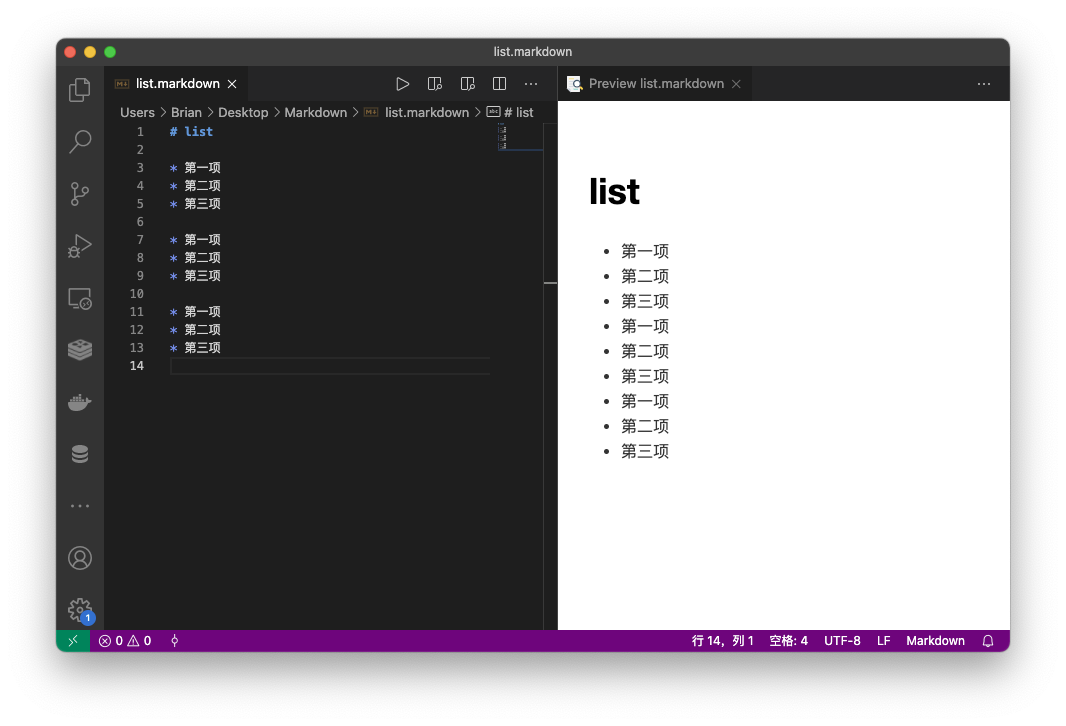 list.markdown
list.markdown
Users > Brian > Desktop > Markdown > list.markdown > # list
1 # list
2
3 * 第一项
4 * 第二项
5 * 第三项
6
7 * 第一项
8 * 第二项
9 * 第三项
10
11 * 第一项
12 * 第二项
13 * 第三项
14
Preview list.markdown
list
• 第一项
• 第二项
• 第三项
• 第一项
• 第二项
• 第三项
• 第一项
• 第二项
• 第三项
1
0 0
行 14，列 1 空格: 4 UTF-8 LF Markdown